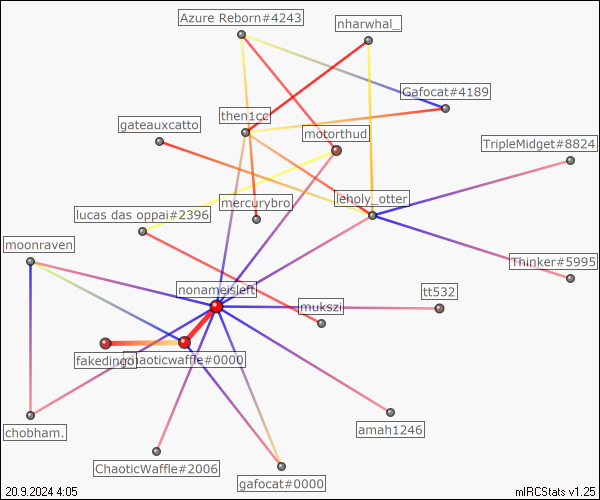 Azure Reborn#4243
nharwhal_
Gafocat#4189
then1cc
gateauxcatto
motorthud
TripleMidget#8824
mercurybro
leholy_otter
lucas das oppai#2396
moonraven
Thinker#5995
nonameisleft
tt532
mukszi
fakedingo
chaoticwaffle#0000
amah1246
chobham.
ChaoticWaffle#2006
gafocat#0000
20.9.2024 4:05
mIRCStats v1.25